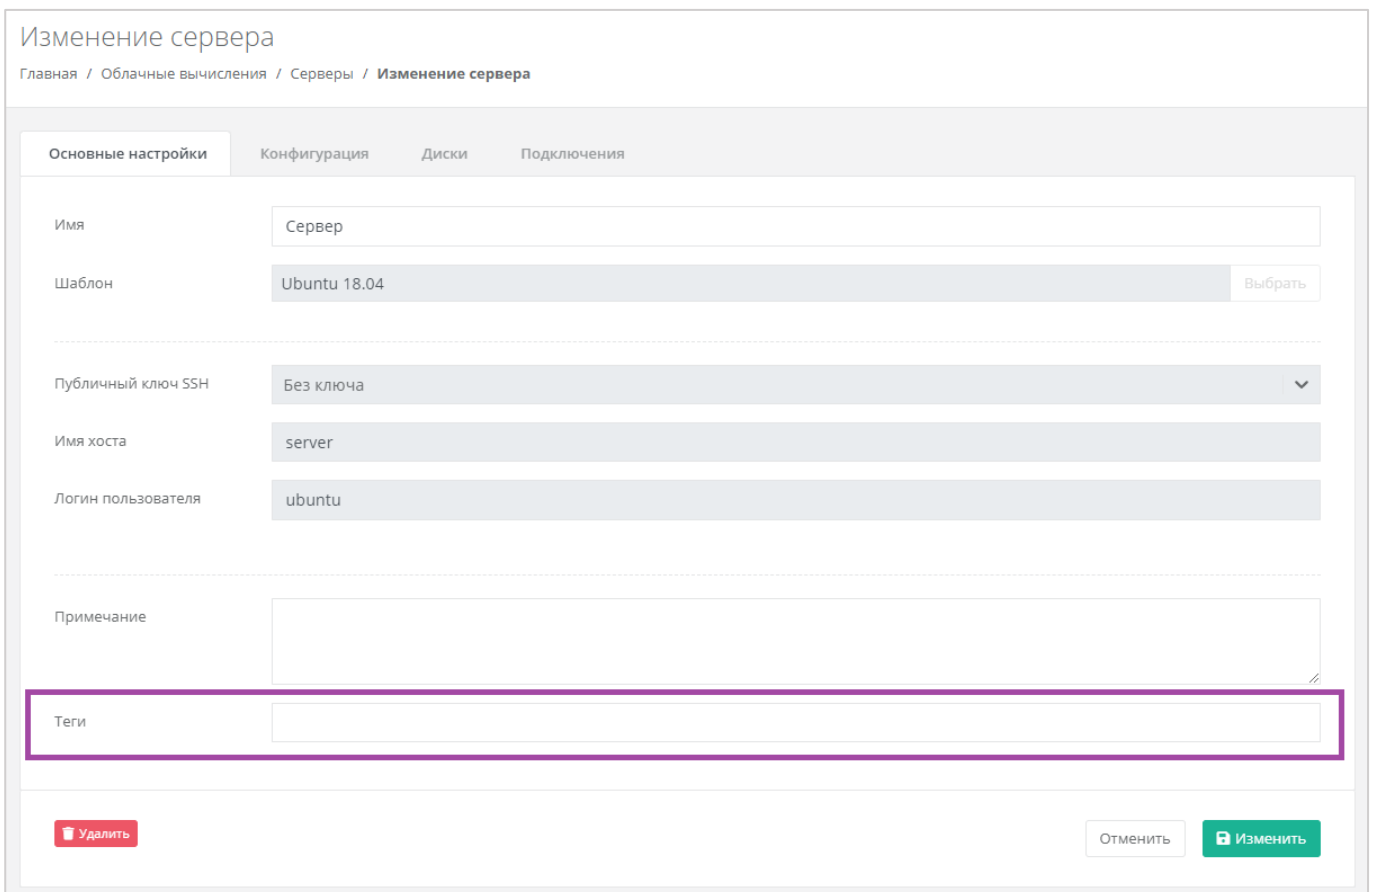 Изменение сервера
Главная / Облачные вычисления / Серверы / Изменение сервера
Основные настройки Конфигурация Диски Подключения
Имя Сервер
Шаблон Ubuntu 18.04 Выбрать
Публичный ключ SSH Без ключа
Имя хоста server
Логин пользователя ubuntu
Примечание
Теги
Удалить Отменить Изменить